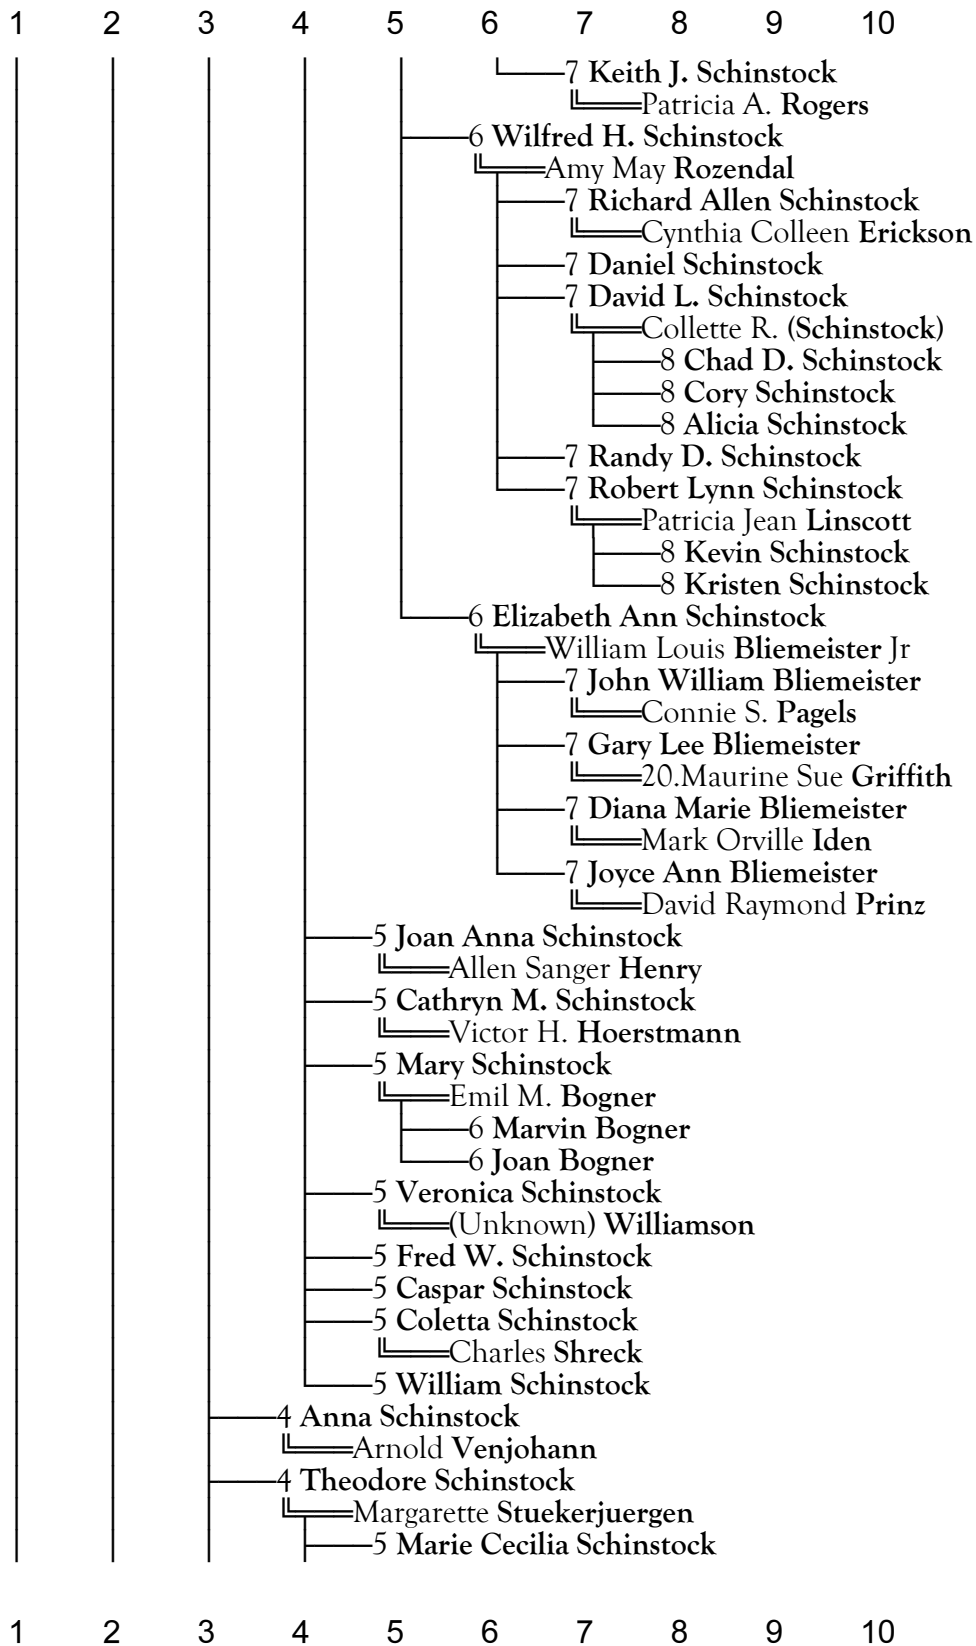 1 2 3 4 5 6 7 8 9 10
7 Keith J. Schinstock
Patricia A. Rogers
6 Wilfred H. Schinstock
Amy May Rozendal
7 Richard Allen Schinstock
Cynthia Colleen Erickson
7 Daniel Schinstock
7 David L. Schinstock
Collette R. (Schinstock)
8 Chad D. Schinstock
8 Cory Schinstock
8 Alicia Schinstock
7 Randy D. Schinstock
7 Robert Lynn Schinstock
Patricia Jean Linscott
8 Kevin Schinstock
8 Kristen Schinstock
6 Elizabeth Ann Schinstock
William Louis Bliemeister Jr
7 John William Bliemeister
Connie S. Pagels
7 Gary Lee Bliemeister
20.Maurine Sue Griffith
7 Diana Marie Bliemeister
Mark Orville Iden
7 Joyce Ann Bliemeister
David Raymond Prinz
5 Joan Anna Schinstock
Allen Sanger Henry
5 Cathryn M. Schinstock
Victor H. Hoerstmann
5 Mary Schinstock
Emil M. Bogner
6 Marvin Bogner
6 Joan Bogner
5 Veronica Schinstock
(Unknown) Williamson
5 Fred W. Schinstock
5 Caspar Schinstock
5 Coletta Schinstock
Charles Shreck
5 William Schinstock
4 Anna Schinstock
Arnold Venjohann
4 Theodore Schinstock
Margarette Stuekerjuergen
5 Marie Cecilia Schinstock
1 2 3 4 5 6 7 8 9 10